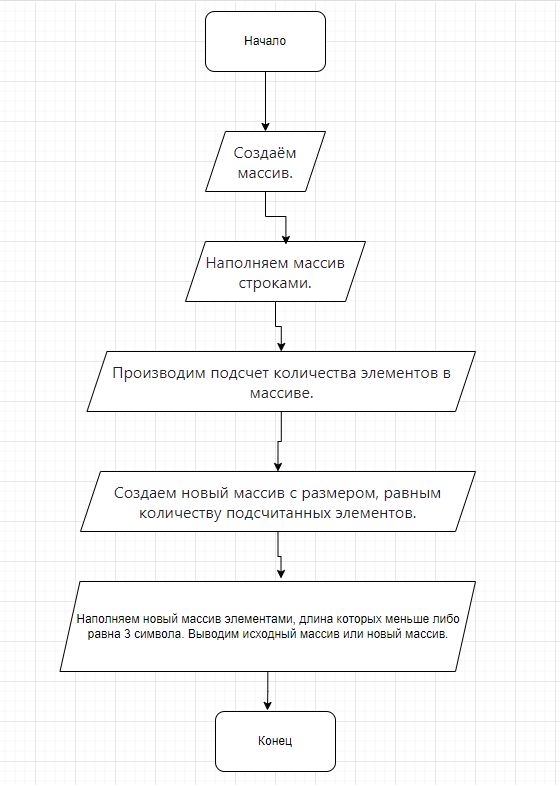 Начало
Создаём
массив.
Наполняем массив
строками.
Производим подсчет количества элементов в
массиве.
Создаем новый массив с размером, равным
количеству подсчитанных элементов.
Наполняем новый массив элементами, длина которых меньше либо
равна 3 символа. Выводим исходный массив или новый массив.
Конец